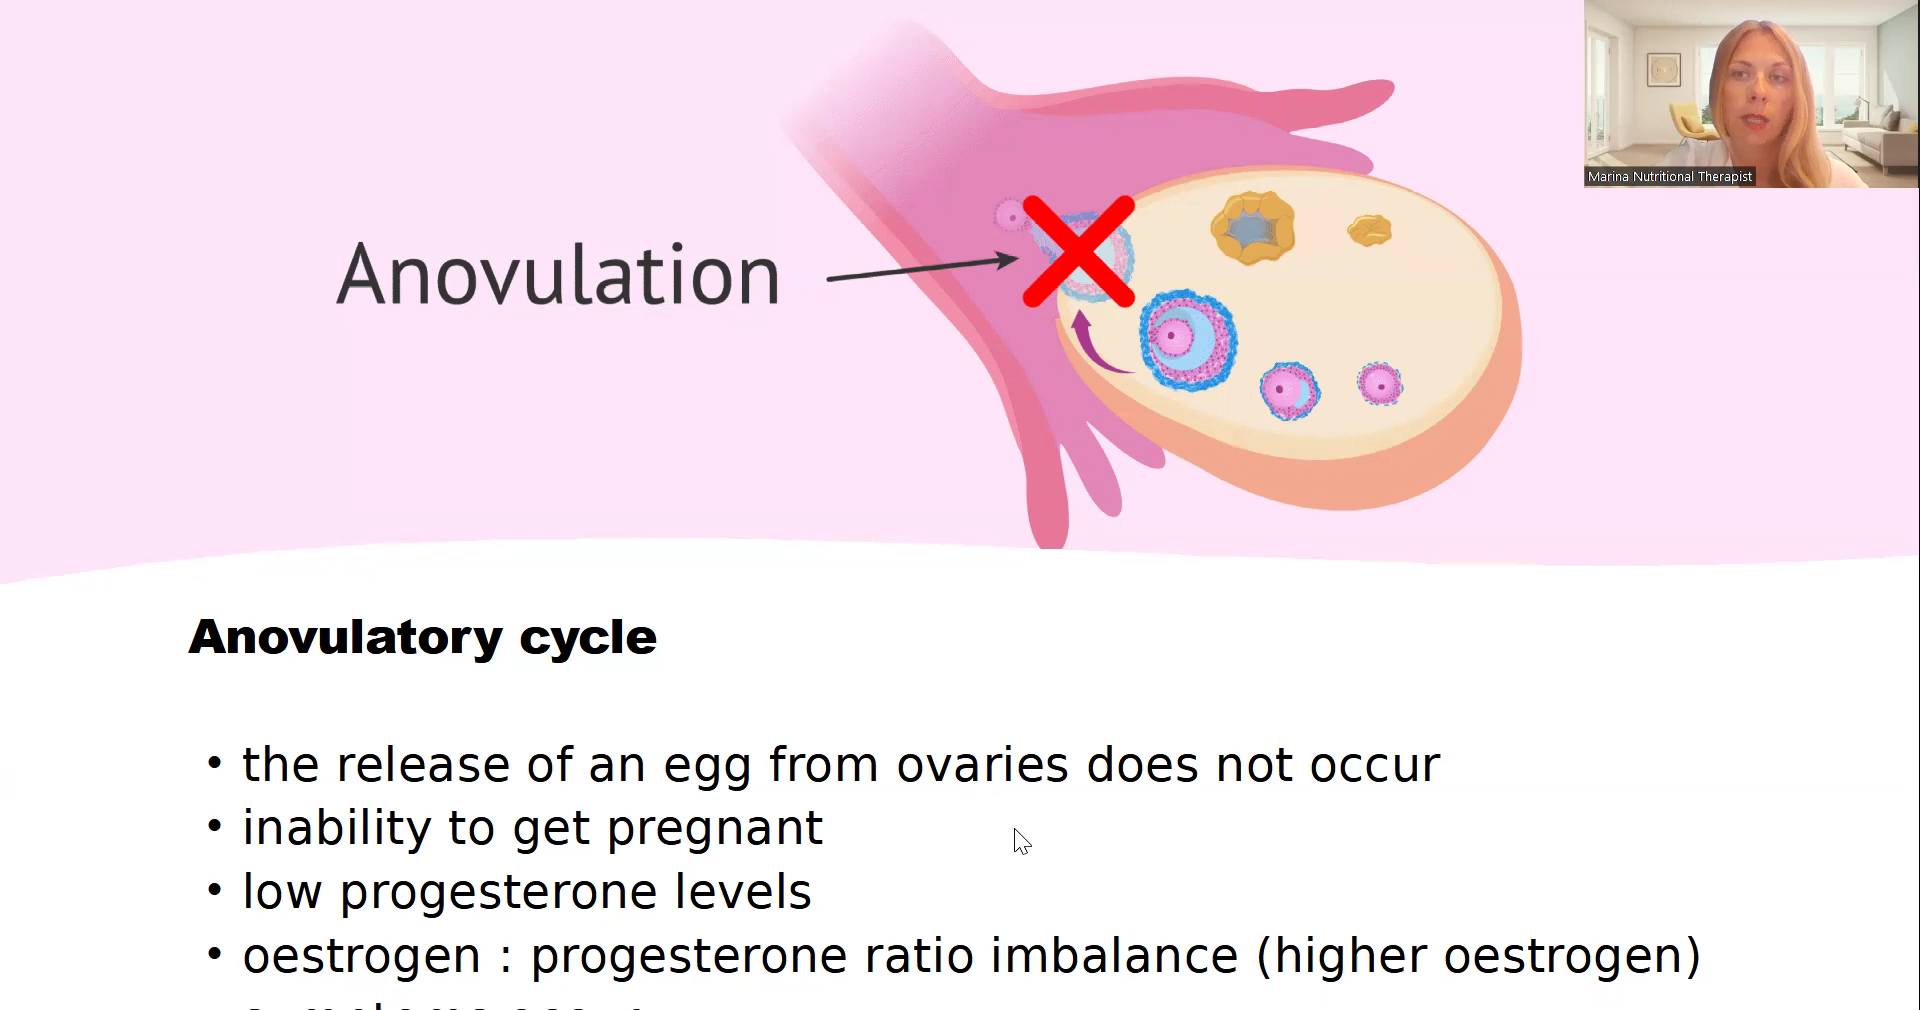 Marina Nutritional Therapist
Anovulation
Anovulatory cycle
• the release of an egg from ovaries does not occur
• inability to get pregnant
• low progesterone levels
• oestrogen : progesterone ratio imbalance (higher oestrogen)